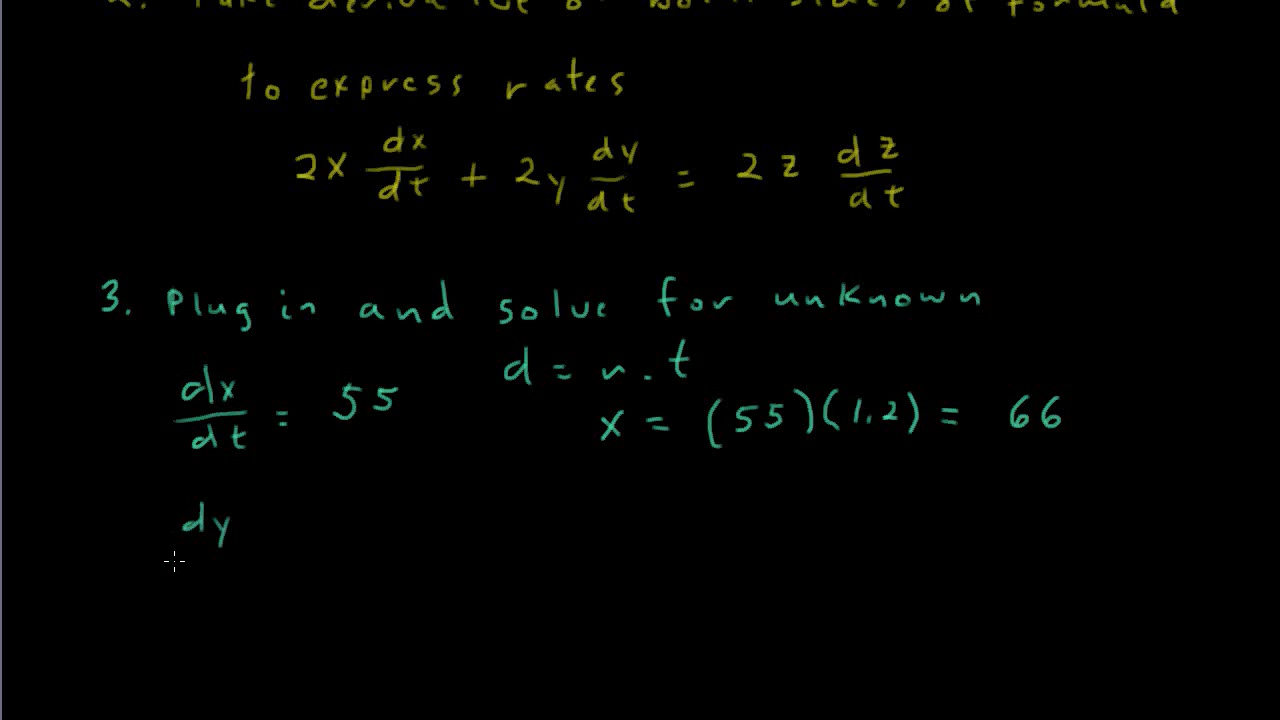 to express rates
2x dx/dt + 2y dy/dt = 2z dz/dt
3. Plug in and solve for unknown
d = r.t
dx/dt = 55
x = (55)(1.2) = 66
dy